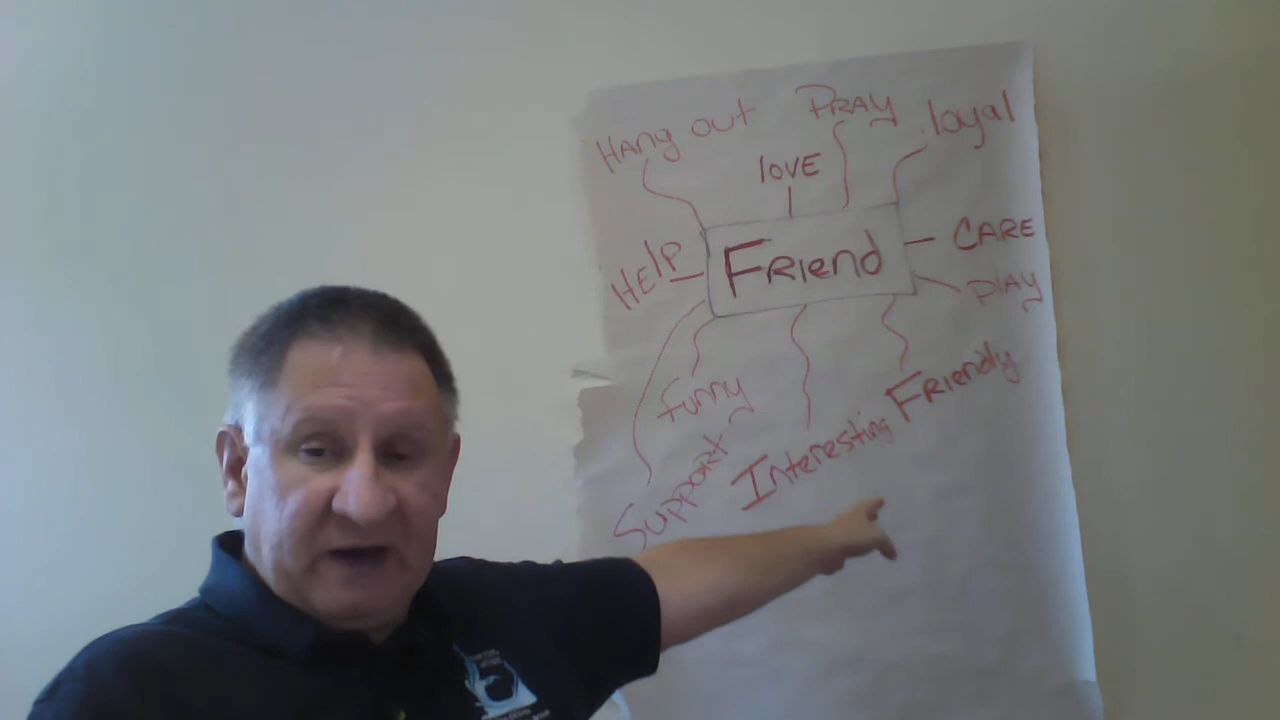 HANg out
PRAY
loyal
lOVE
CARE
HElP
FRIend
plAY
funny
FRIendly
Interesting
SuppoRt